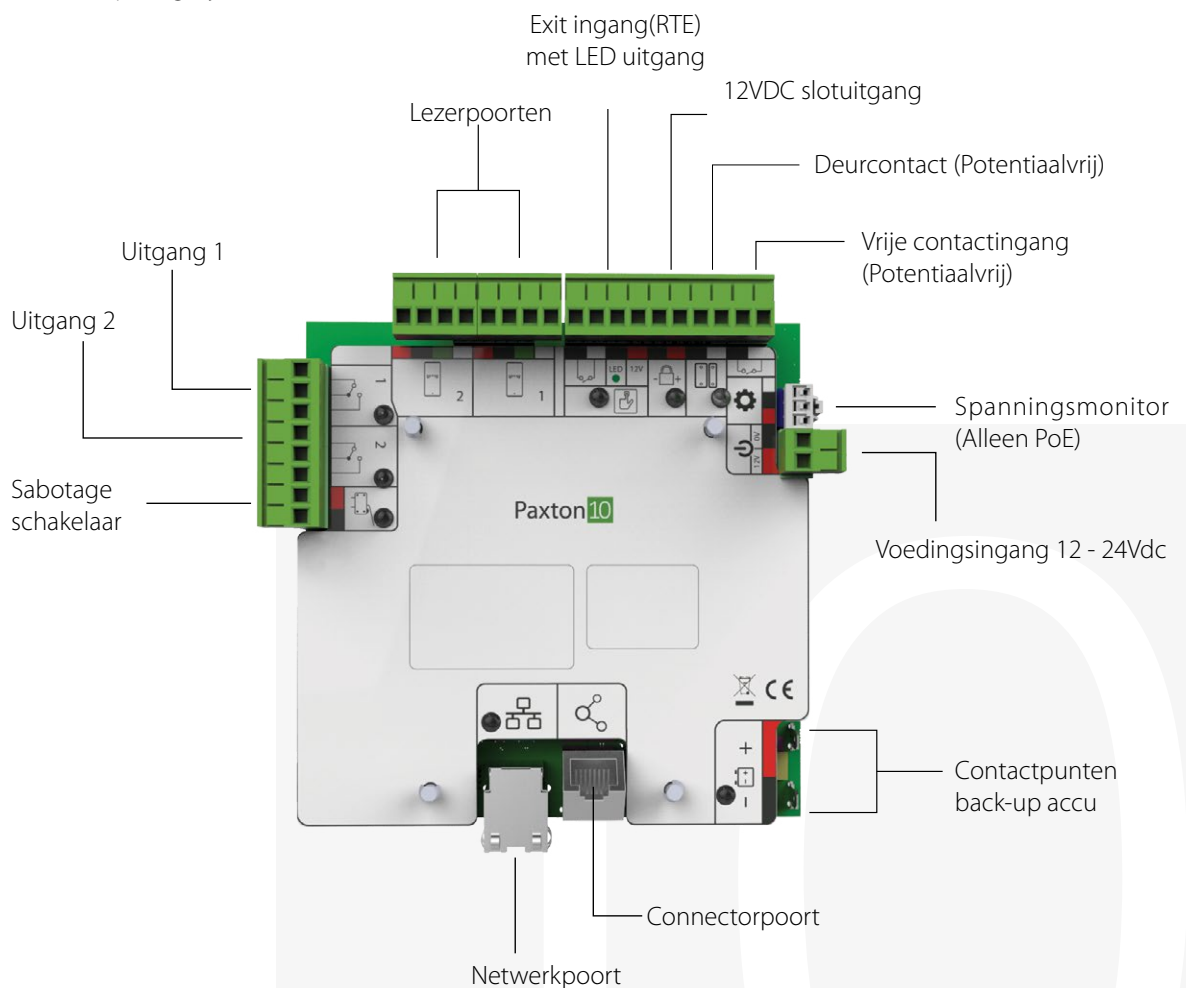 Exit ingang(RTE)
met LED uitgang
12VDC slotuitgang
Lezerpoorten
Deurcontact (Potentiaalvrij)
Uitgang 1
Vrije contactingang
(Potentiaalvrij)
Uitgang 2
1
2
1
LED 12V
- +
2
0V
12V
Spanningsmonitor
(Alleen PoE)
Sabotage
schakelaar
Paxton10
Voedingsingang 12 - 24Vdc
CE
+
-
Contactpunten
back-up accu
Connectorpoort
Netwerkpoort